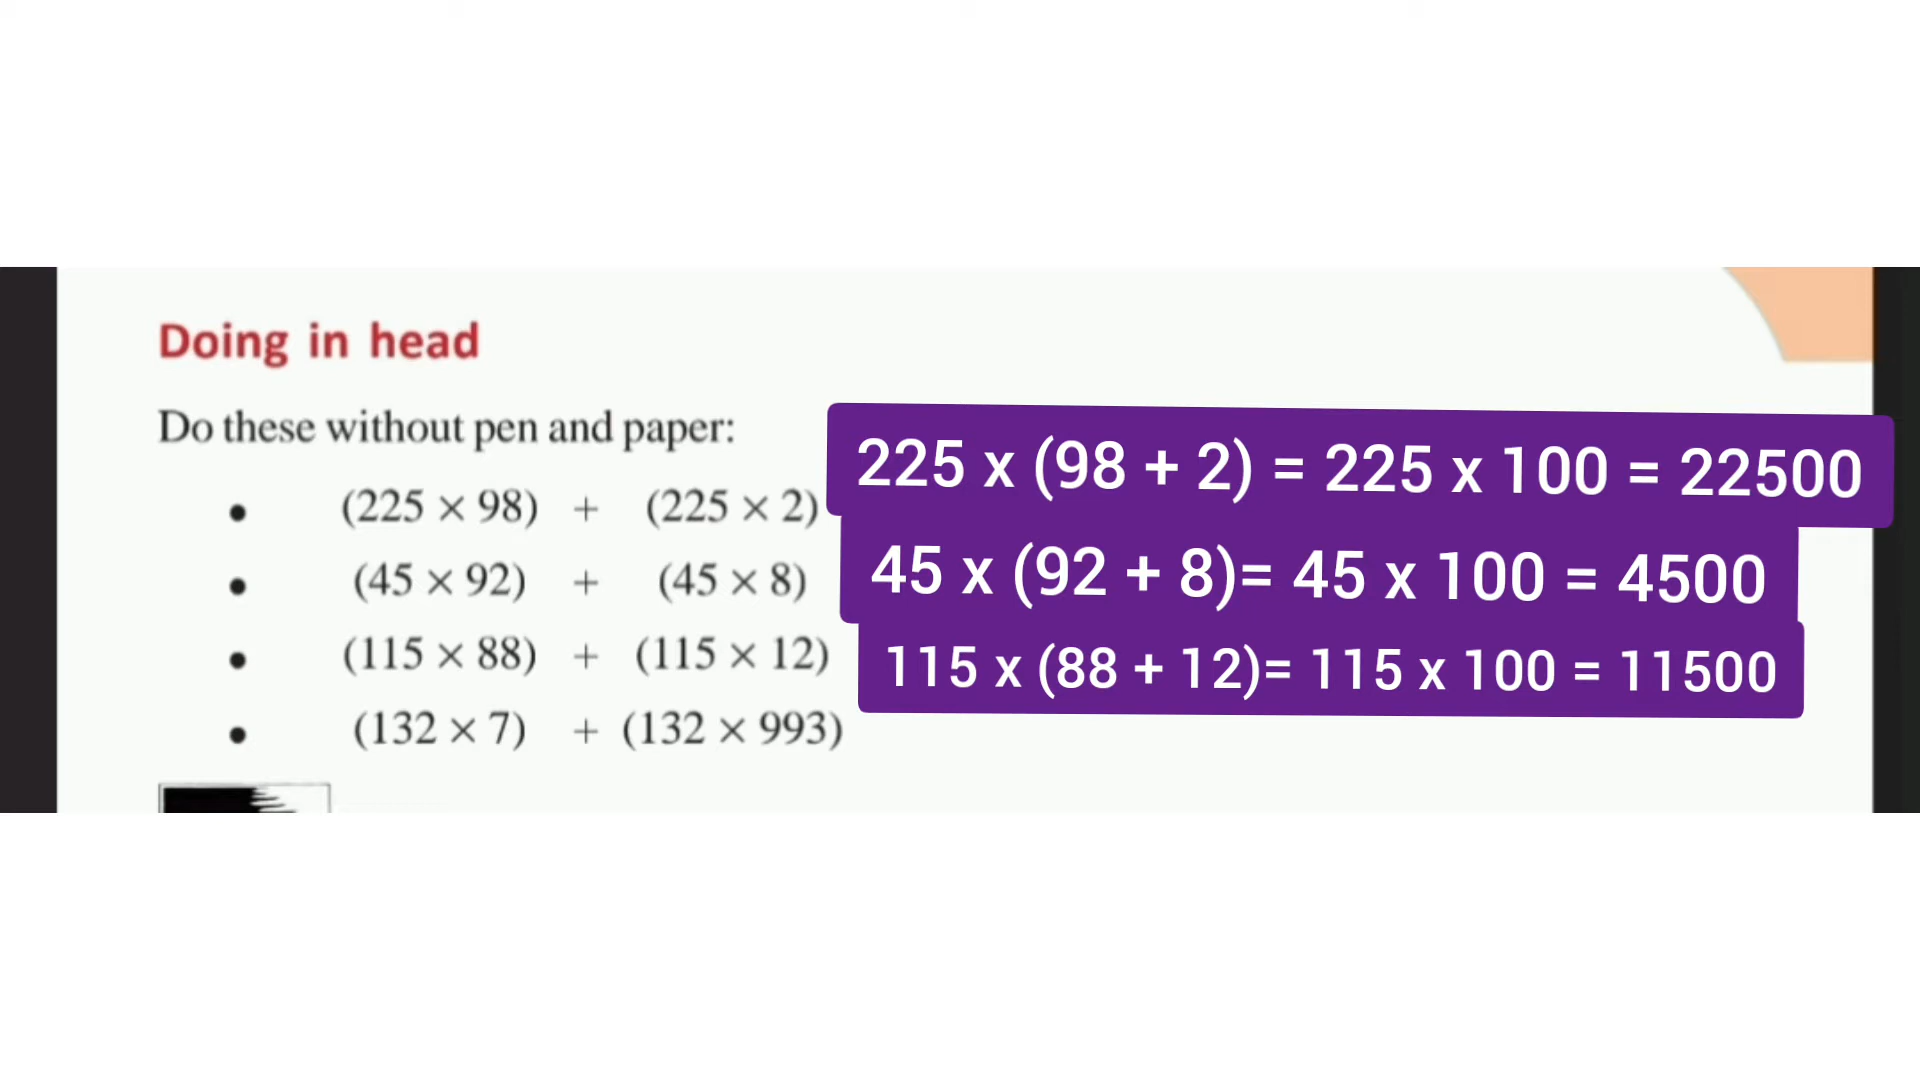 Doing in head
Do these without pen and paper:
225 x (98 + 2) = 225 x 100 = 22500
• (225 × 98) + (225 × 2)
45 x (92 + 8)= 45 x 100 = 4500
• (45 × 92) + (45 × 8)
115 x (88 + 12)= 115 x 100 = 11500
• (115 × 88) + (115 × 12)
• (132 × 7) + (132 × 993)